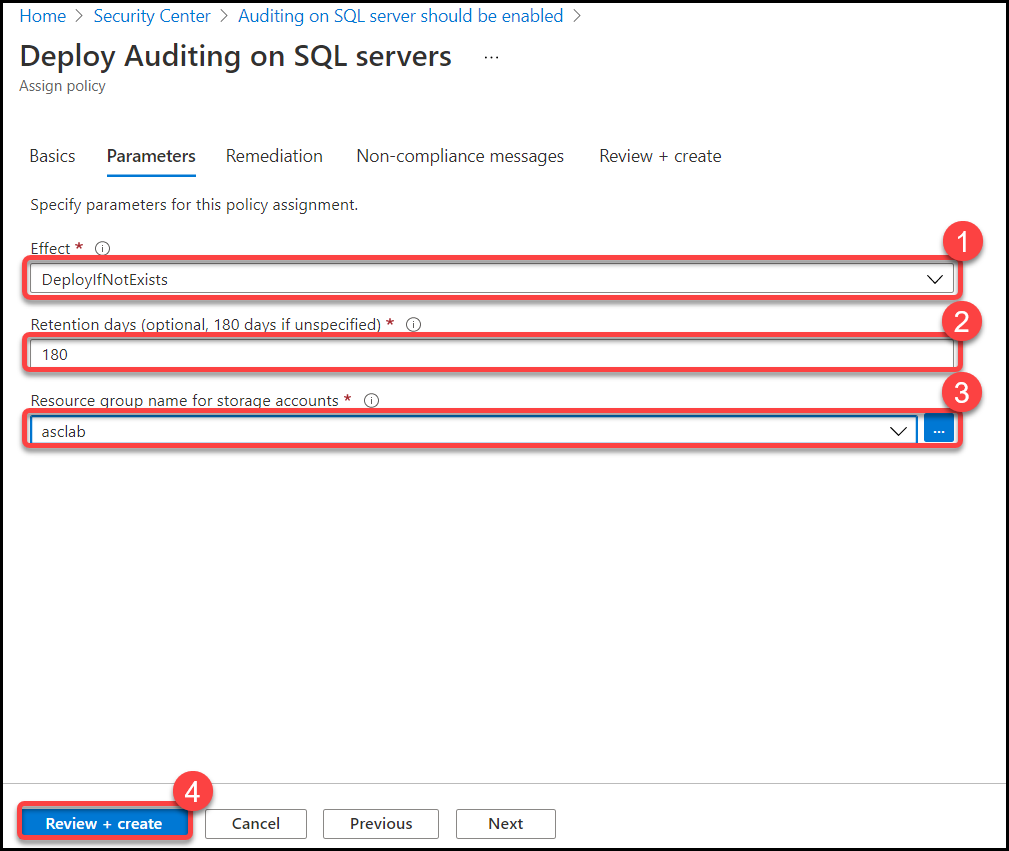 Home > Security Center > Auditing on SQL server should be enabled >
Deploy Auditing on SQL servers ...
Assign policy
Basics Parameters Remediation Non-compliance messages Review + create
Specify parameters for this policy assignment.
Effect *
1
DeployIfNotExists
Retention days (optional, 180 days if unspecified) *
2
180
Resource group name for storage accounts *
3
asclab ...
4
Review + create Cancel Previous Next